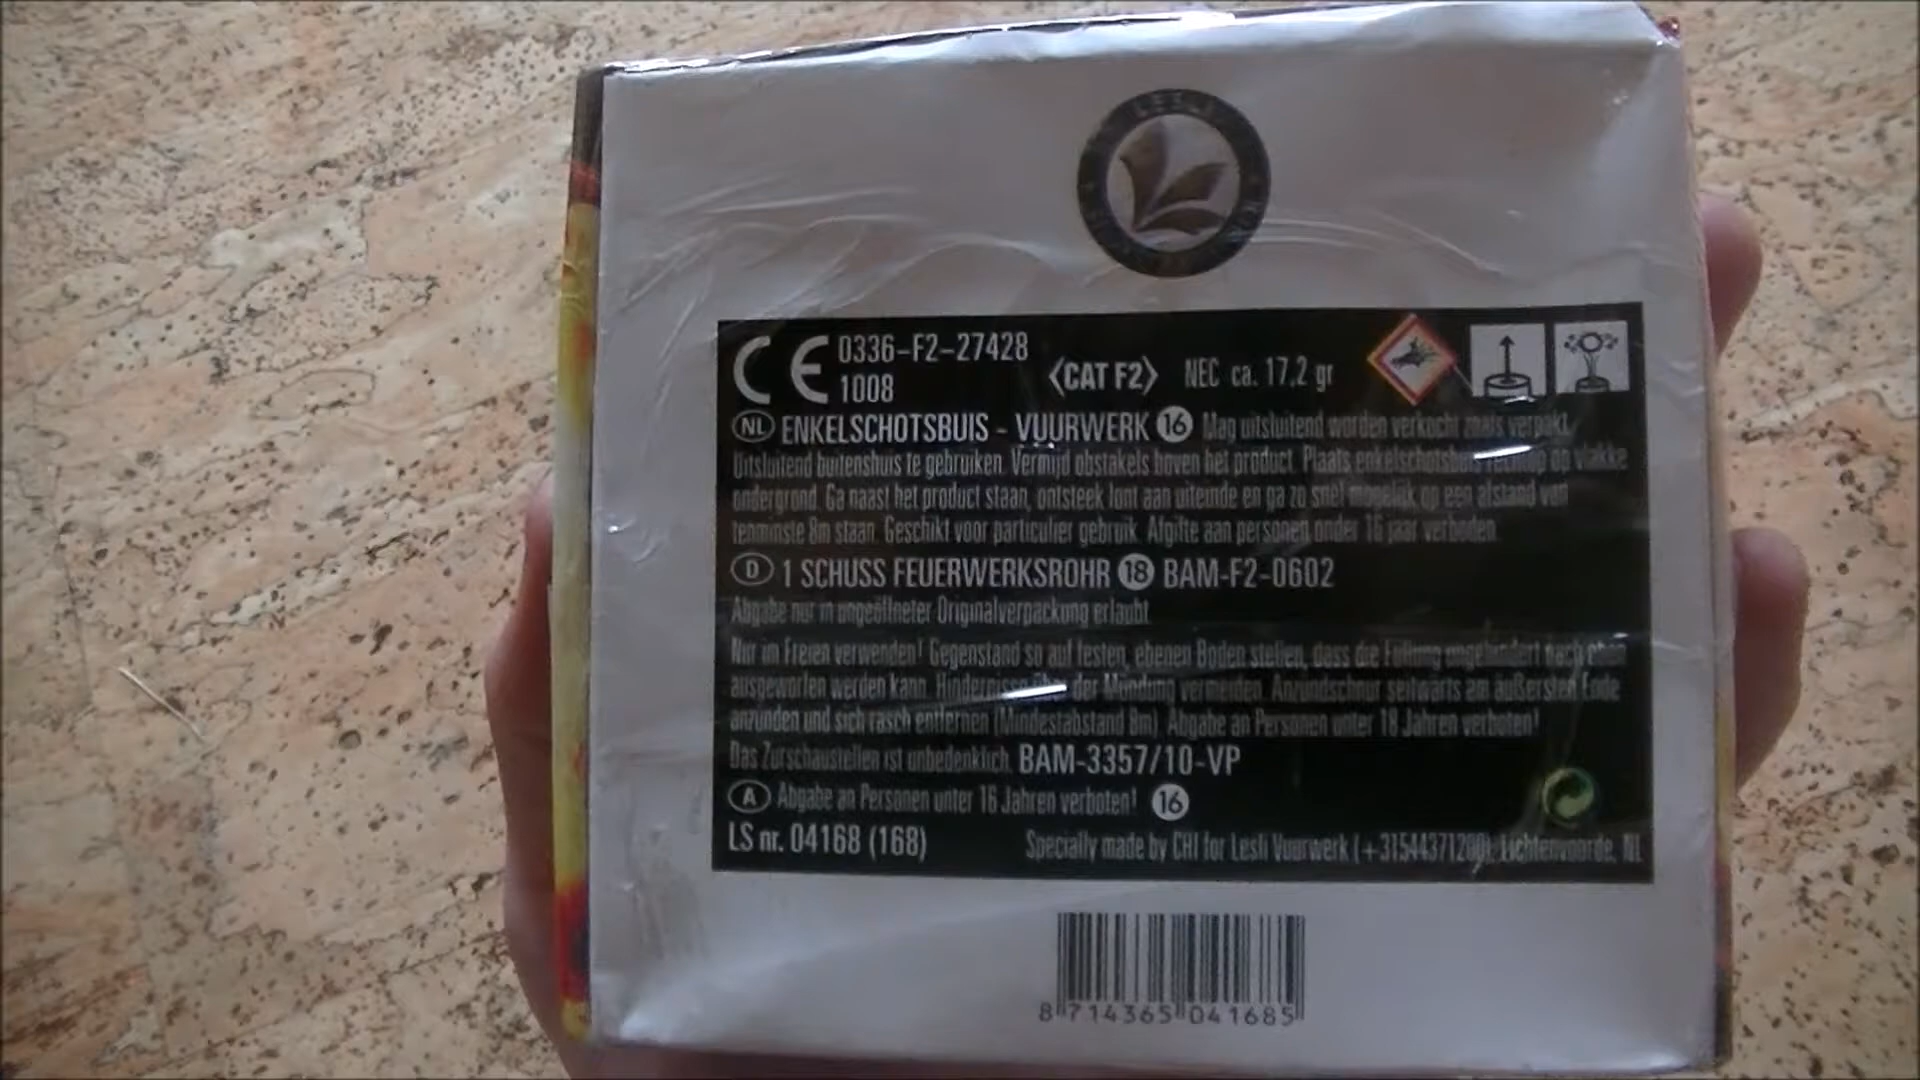 LESLI
CE 0336-F2-27428
1008
<CAT F2> NEC ca. 17,2 gr
NL ENKELSCHOTSBUIS - VUURWERK 16 Mag uitsluitend worden verkocht zoals verpakt.
Uitsluitend buitenshuis te gebruiken. Vermijd obstakels boven het product. Plaats enkelschotsbuis rechtop op vlakke
ondergrond. Ga naast het product staan, ontsteek lont aan uiteinde en ga zo snel mogelijk op een afstand van
tenminste 8m staan. Geschikt voor particulier gebruik. Afgifte aan personen onder 16 jaar verboden.
D 1 SCHUSS FEUERWERKSROHR 18 BAM-F2-0602
Abgabe nur in ungeöffneter Originalverpackung erlaubt
Nur im Freien verwenden! Gegenstand so auf festen, ebenen Boden stellen, dass die Füllung ungehindert nach oben
ausgeworfen werden kann. Hindernisse über der Mündung vermeiden. Anzündschnur seitwärts am äußersten Ende
anzünden und sich rasch entfernen (Mindestabstand 8m). Abgabe an Personen unter 18 Jahren verboten!
Das Zurschaustellen ist unbedenklich. BAM-3357/10-VP
A Abgabe an Personen unter 16 Jahren verboten! 16
LS nr. 04168 (168) Specially made by CHI for Lesli Vuurwerk (+31544371200), Lichtenvoorde, NL
8 714365 041685